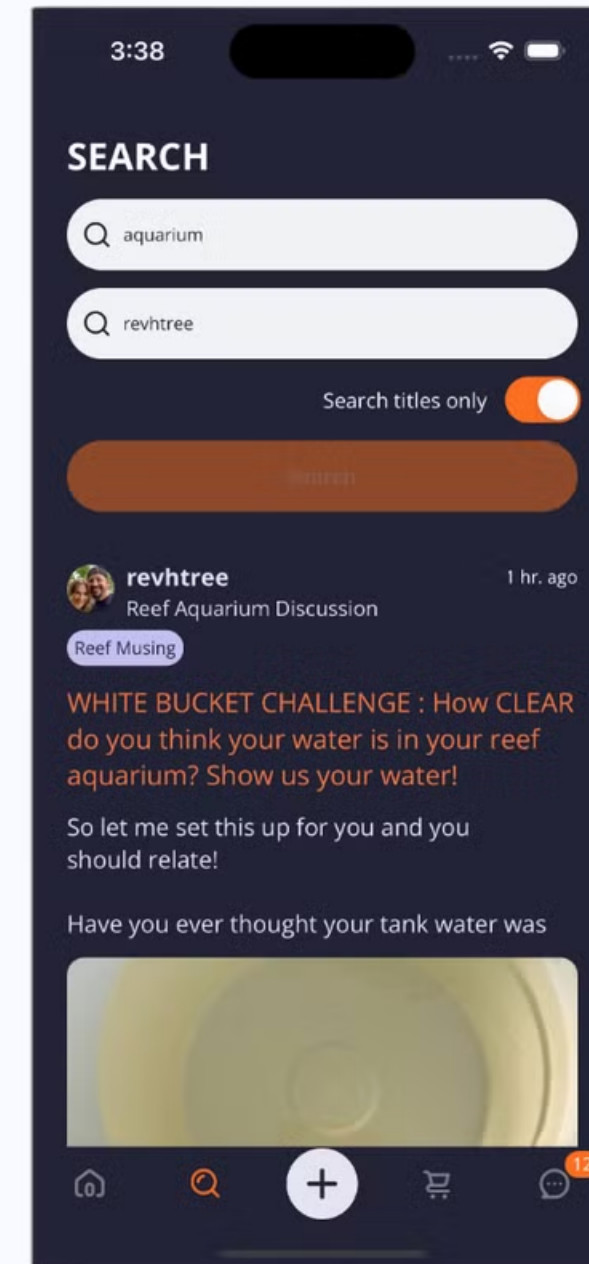 3:38
SEARCH
aquarium
revhtree
Search titles only
Search
revhtree
1 hr. ago
Reef Aquarium Discussion
Reef Musing
WHITE BUCKET CHALLENGE : How CLEAR
do you think your water is in your reef
aquarium? Show us your water!
So let me set this up for you and you
should relate!
Have you ever thought your tank water was
12